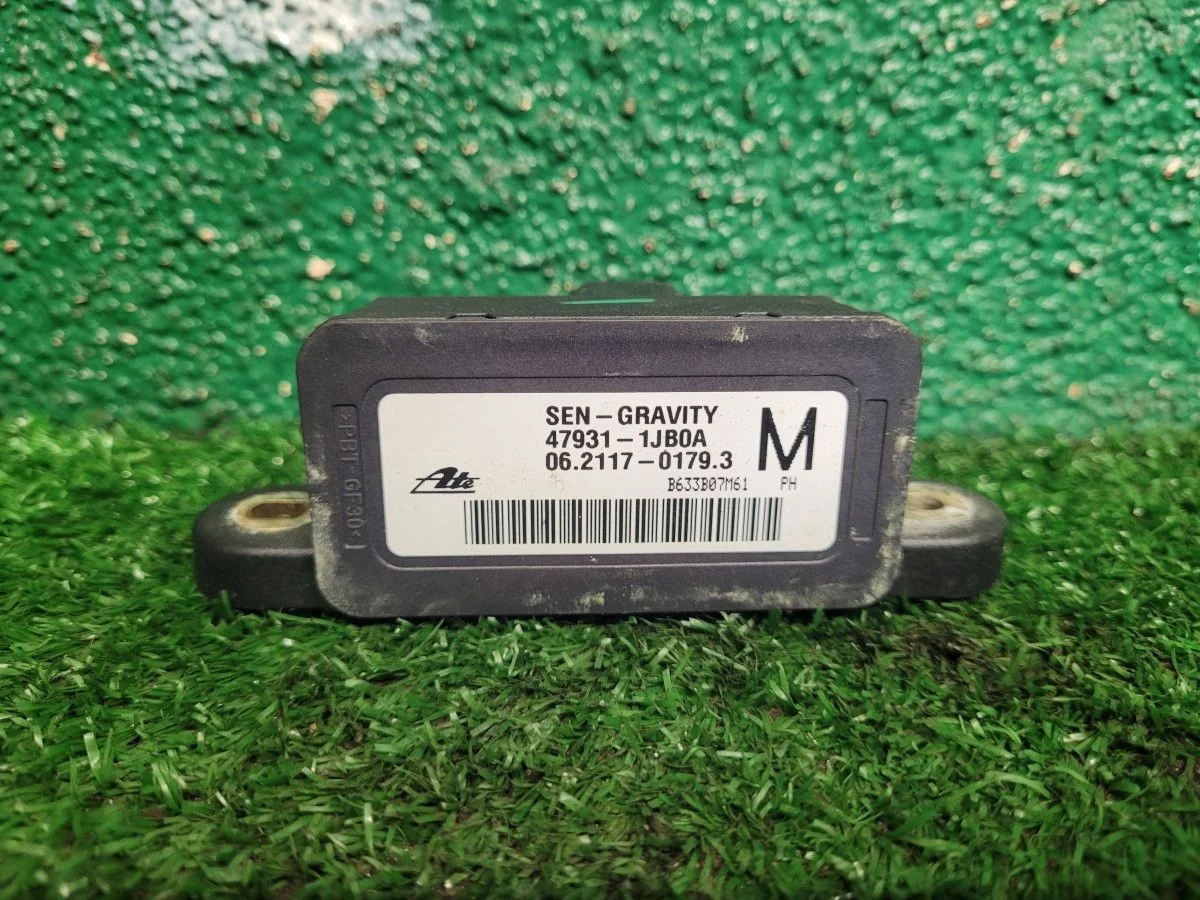 SEN-GRAVITY
47931-1JB0A
06.2117-0179.3
M
Ate
B633B07M61 PH
>PBT-GF30<